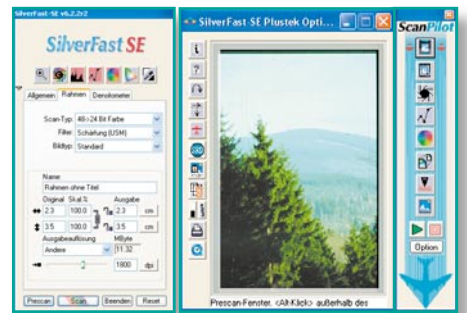 SilverFast-SE v6.2.2r2
SilverFast SE
Allgemein Rahmen Densitometer
Scan-Typ: 48->24 Bit Farbe
Filter: Schärfung (USM)
Bildtyp: Standard
Name
Rahmen ohne Titel
Original Skal.% Ausgabe
2.3 100.0 2.3 cm
3.5 100.0 3.5 cm
Ausgabeauflösung MByte
Andere 11.32
1800 dpi
Prescan Scan Beenden Reset
SilverFast-SE Plustek Opti...
Prescan-Fenster. <Alt-Klick> außerhalb des
ScanPilot
Option